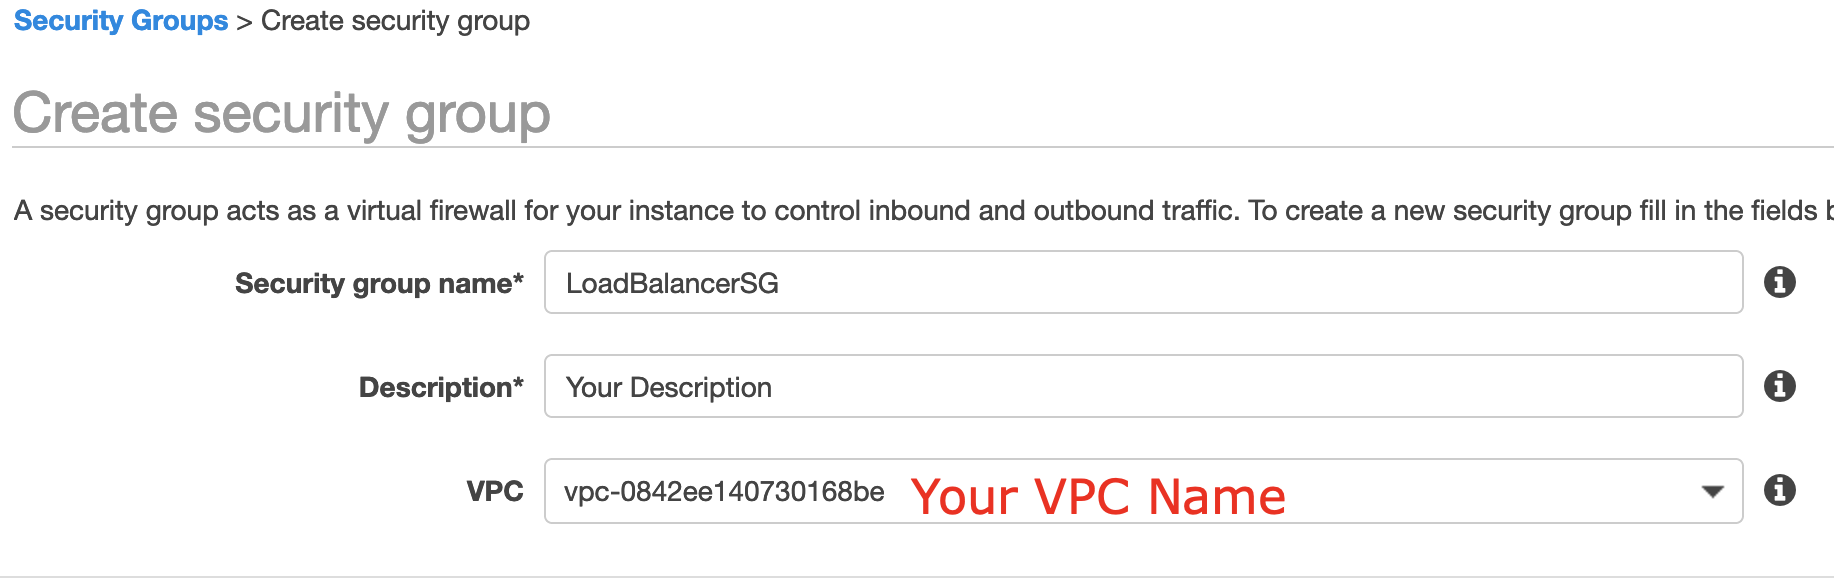 Security Groups > Create security group
Create security group
A security group acts as a virtual firewall for your instance to control inbound and outbound traffic. To create a new security group fill in the fields
Security group name* LoadBalancerSG
Description* Your Description
VPC vpc-0842ee140730168be Your VPC Name